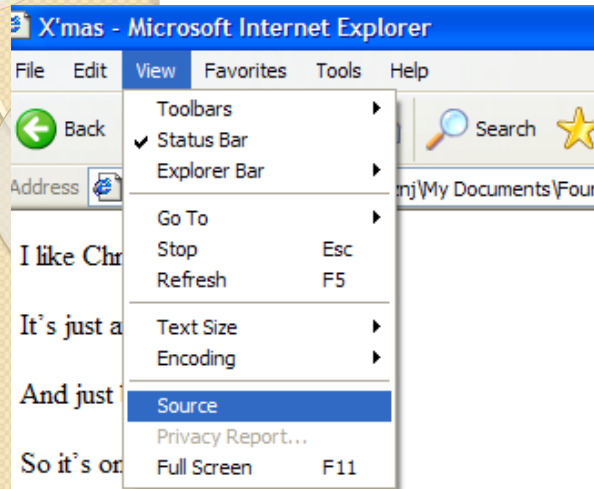 X'mas - Microsoft Internet Explorer
File Edit View Favorites Tools Help
Back Search
Toolbars
Status Bar
Explorer Bar
Address nj\My Documents\Four
Go To
Stop Esc
Refresh F5
Text Size
Encoding
Source
Privacy Report...
Full Screen F11
I like Chr
It's just a
And just
So it's on